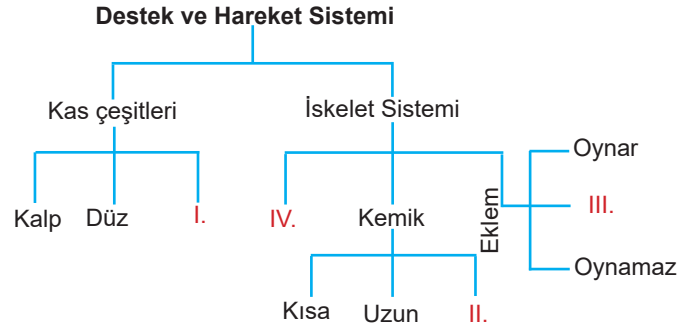 Destek ve Hareket Sistemi
Kas çeşitleri
İskelet Sistemi
Kalp
Düz
I.
IV.
Kemik
Eklem
Oynar
III.
Oynamaz
Kısa
Uzun
II.